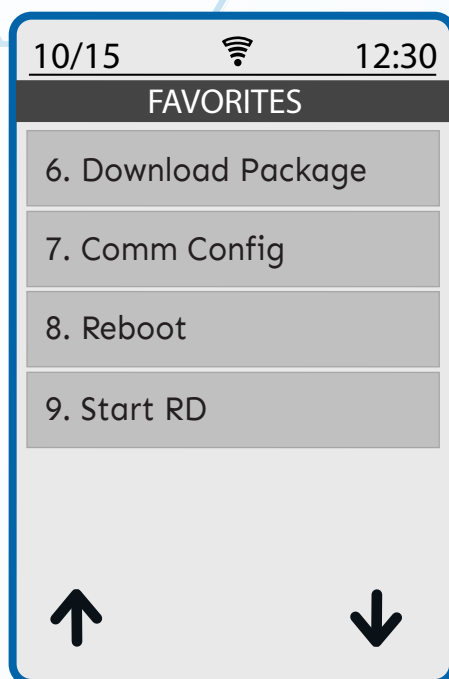 10/15 12:30
FAVORITES
6. Download Package
7. Comm Config
8. Reboot
9. Start RD